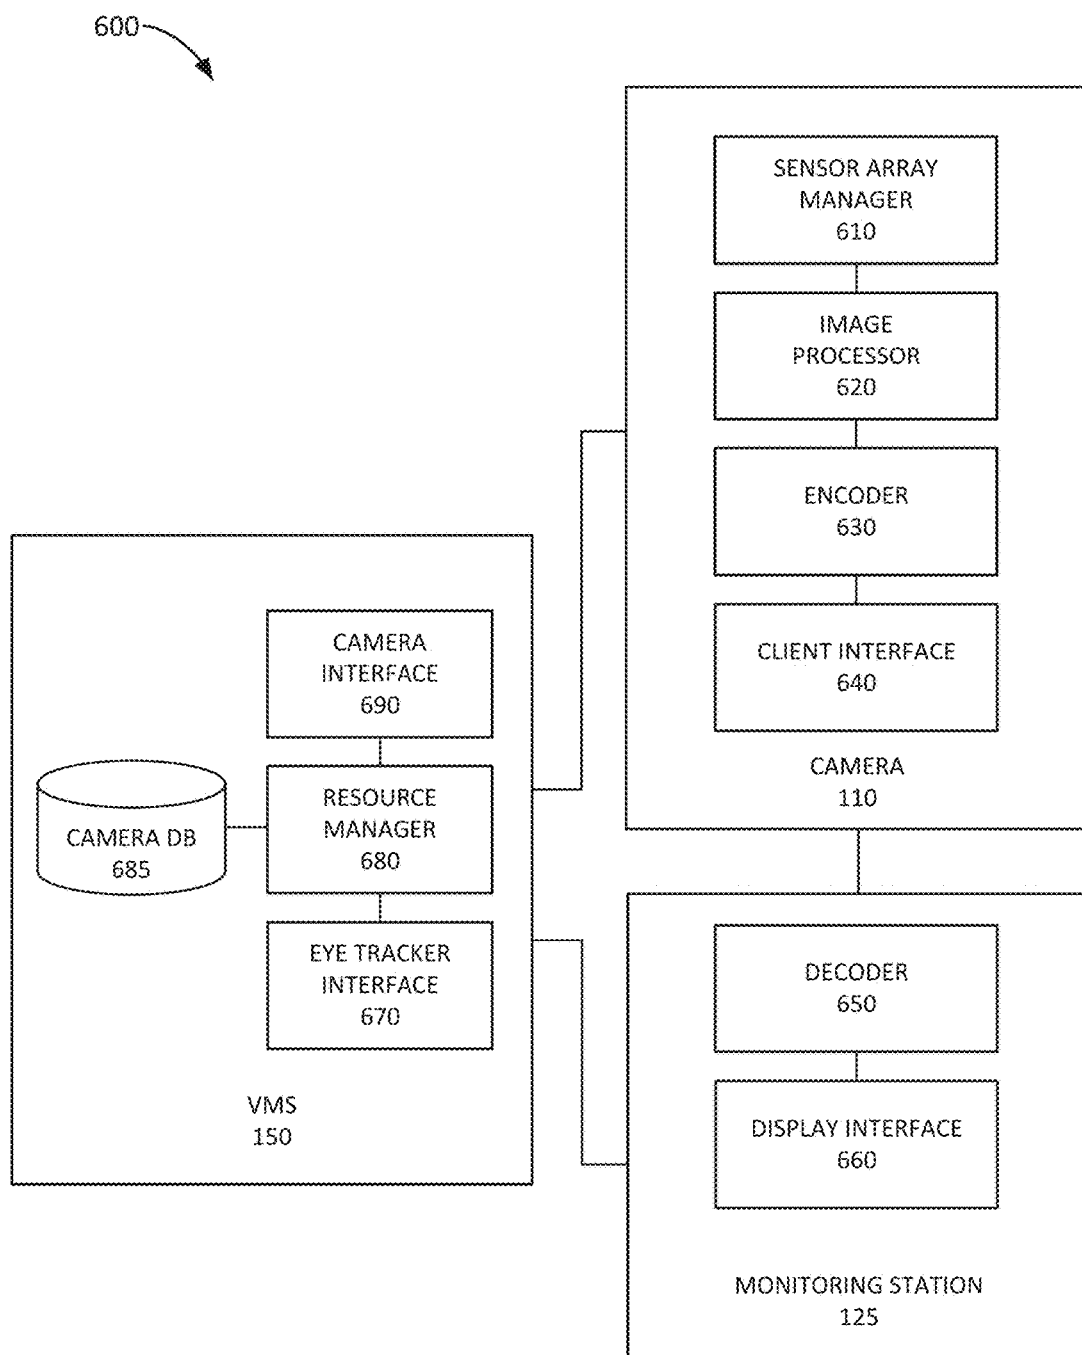 600
SENSOR ARRAY
MANAGER
610
IMAGE
PROCESSOR
620
ENCODER
630
CLIENT INTERFACE
640
CAMERA
110
CAMERA
INTERFACE
690
RESOURCE
MANAGER
680
CAMERA DB
685
EYE TRACKER
INTERFACE
670
VMS
150
DECODER
650
DISPLAY INTERFACE
660
MONITORING STATION
125